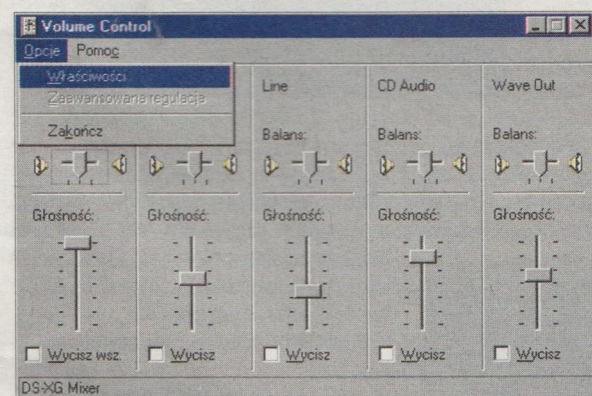 Volume Control
Opcje Pomoc
Właściwości
Zaawansowana regulacja
Zakończ
Line
CD Audio
Wave Out
Balans:
Balans:
Balans:
Głośność:
Głośność:
Głośność:
Głośność:
Głośność:
Wycisz wsz.
Wycisz
Wycisz
Wycisz
Wycisz
DS-XG Mixer